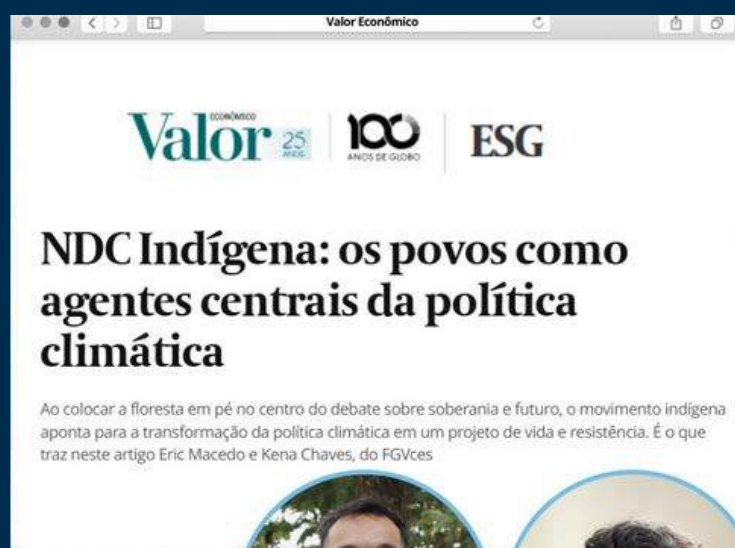 Valor Econômico
ECONÔMICO
Valor 25
ANOS
100
ANOS DE GLOBO
ESG
NDC Indígena: os povos como
agentes centrais da política
climática
Ao colocar a floresta em pé no centro do debate sobre soberania e futuro, o movimento indígena
aponta para a transformação da política climática em um projeto de vida e resistência. É o que
traz neste artigo Eric Macedo e Kena Chaves, do FGVces